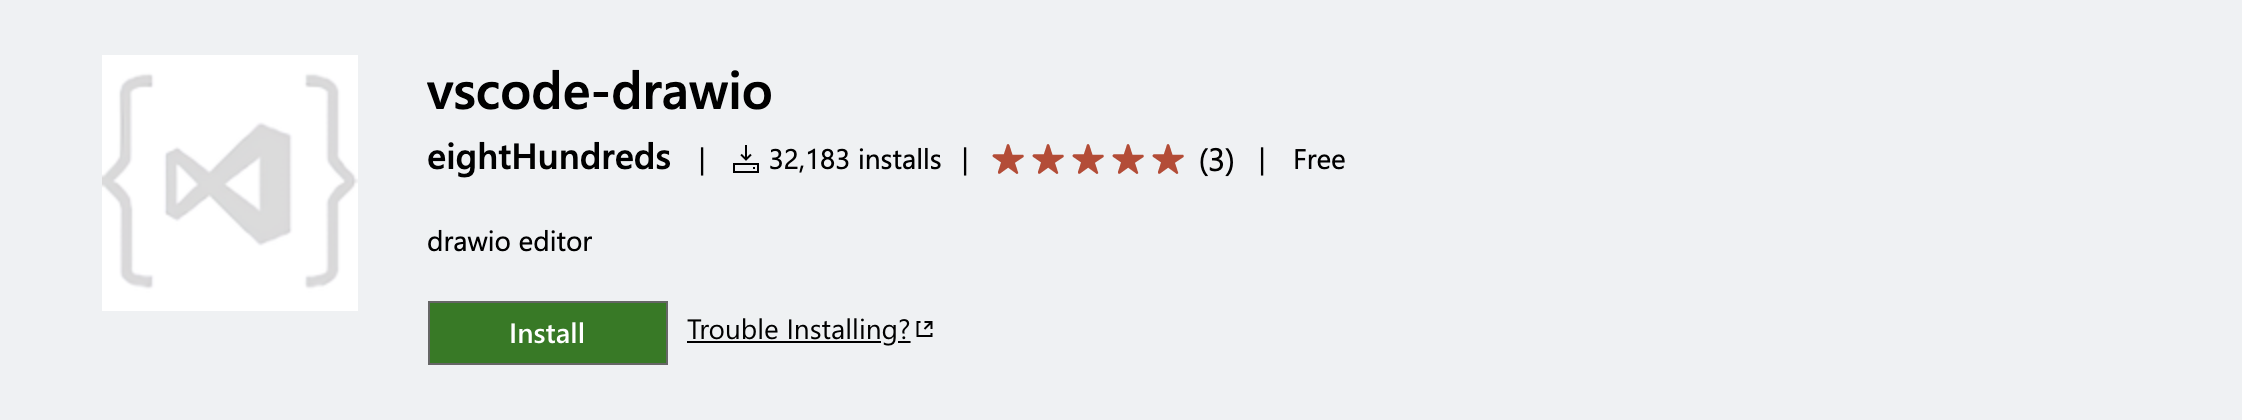 vscode-drawio
eightHundreds | 32,183 installs | (3) | Free
drawio editor
Install Trouble Installing?